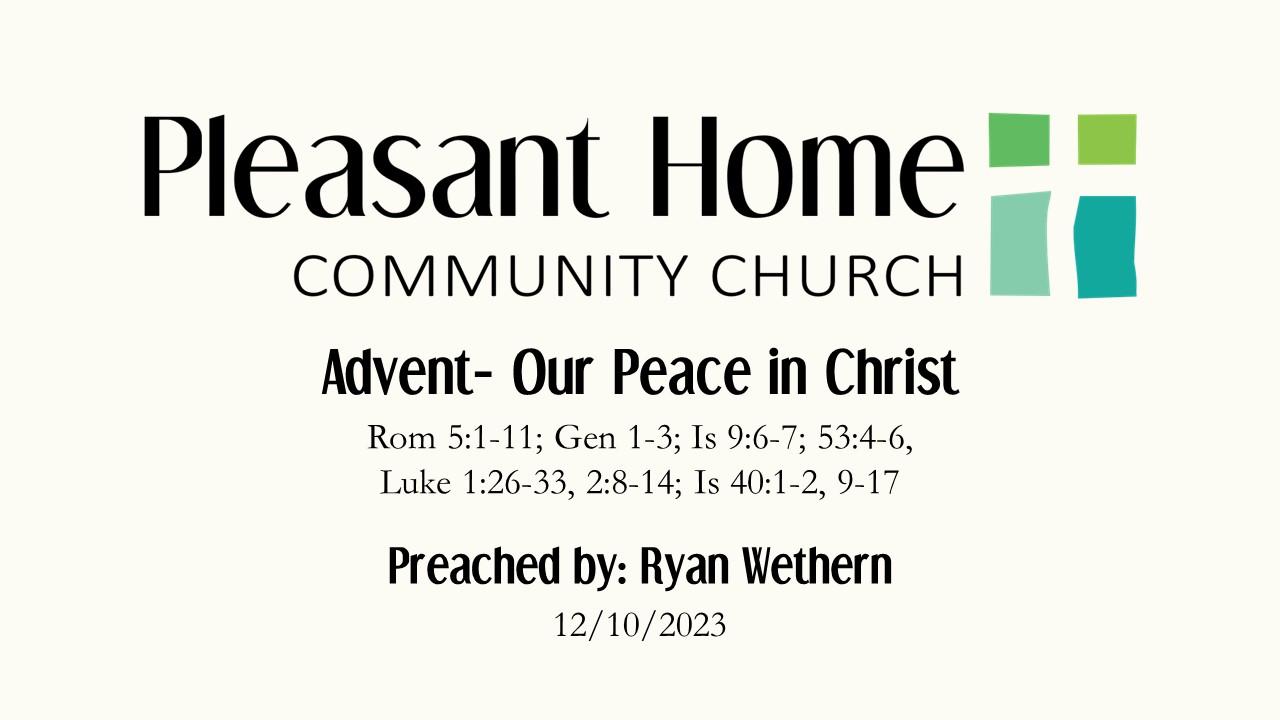 Pleasant Home
COMMUNITY CHURCH
Advent- Our Peace in Christ
Rom 5:1-11; Gen 1-3; Is 9:6-7; 53:4-6,
Luke 1:26-33, 2:8-14; Is 40:1-2, 9-17
Preached by: Ryan Wethern
12/10/2023